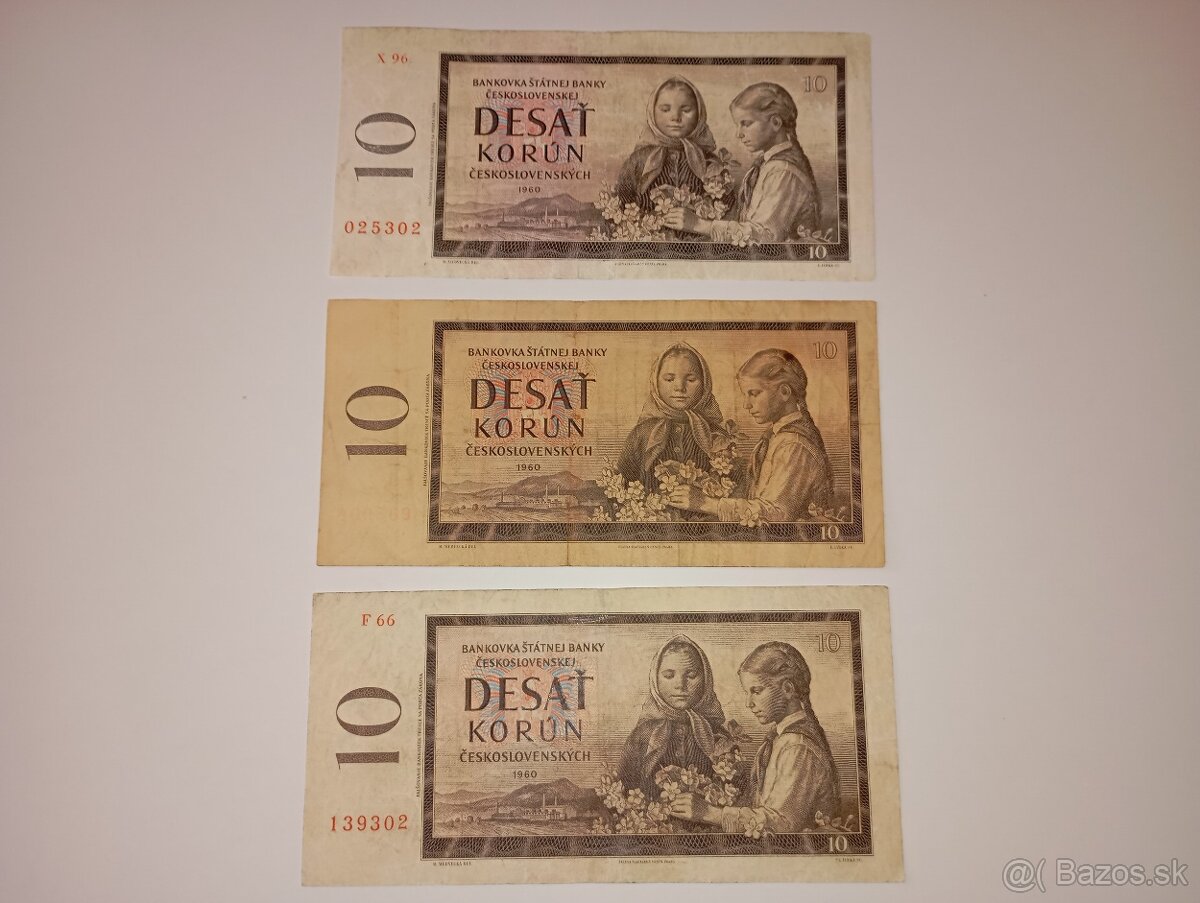 X 96
10
025302
BANKOVKA ŠTÁTNEJ BANKY
ČESKOSLOVENSKEJ
DESAŤ
KORÚN
ČESKOSLOVENSKÝCH
1960
10
10
10
BANKOVKA ŠTÁTNEJ BANKY
ČESKOSLOVENSKEJ
DESAŤ
KORÚN
ČESKOSLOVENSKÝCH
1960
10
10
F 66
10
139302
BANKOVKA ŠTÁTNEJ BANKY
ČESKOSLOVENSKEJ
DESAŤ
KORÚN
ČESKOSLOVENSKÝCH
1960
10
10
@( Bazos.sk